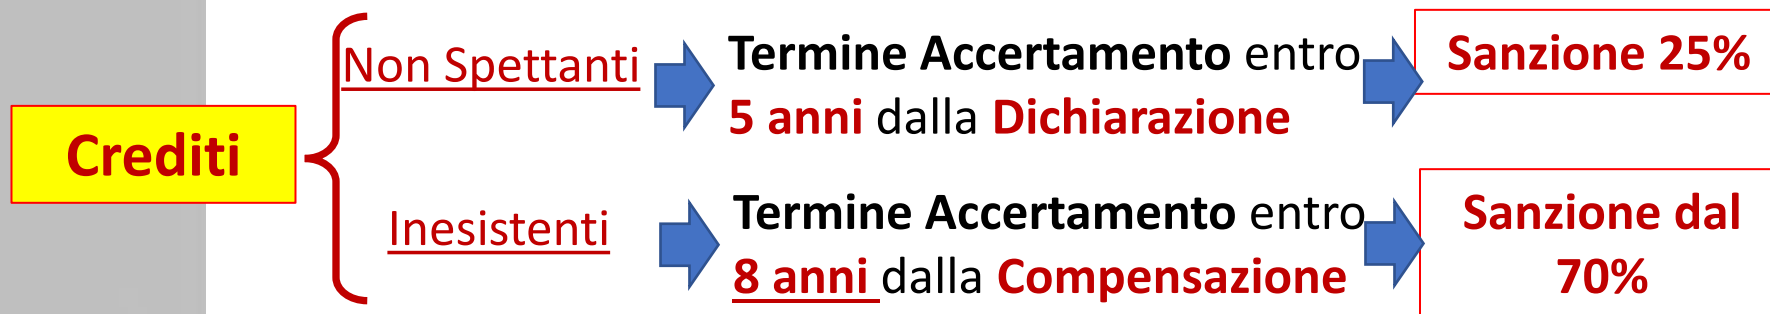 Crediti
Non Spettanti
Termine Accertamento entro
5 anni dalla Dichiarazione
Sanzione 25%
Inesistenti
Termine Accertamento entro
8 anni dalla Compensazione
Sanzione dal
70%